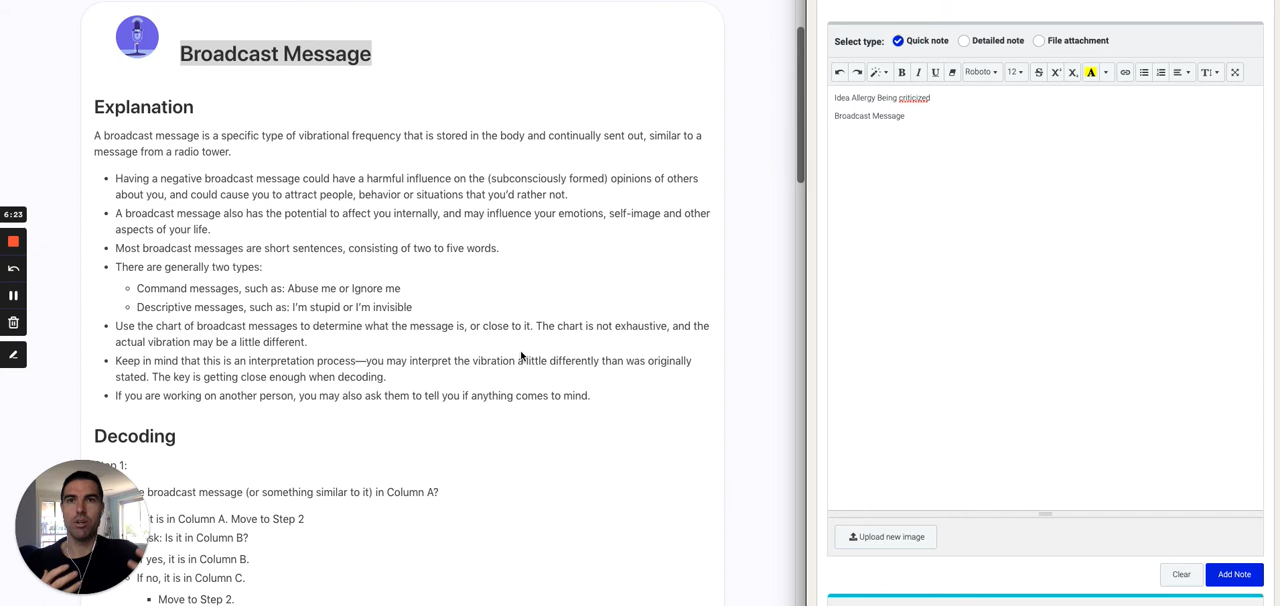 Broadcast Message
Explanation
A broadcast message is a specific type of vibrational frequency that is stored in the body and continually sent out, similar to a
message from a radio tower.
Having a negative broadcast message could have a harmful influence on the (subconsciously formed) opinions of others
about you, and could cause you to attract people, behavior or situations that you'd rather not.
A broadcast message also has the potential to affect you internally, and may influence your emotions, self-image and other
aspects of your life.
Most broadcast messages are short sentences, consisting of two to five words.
There are generally two types:
Command messages, such as: Abuse me or Ignore me
Descriptive messages, such as: I'm stupid or I'm invisible
Use the chart of broadcast messages to determine what the message is, or close to it. The chart is not exhaustive, and the
actual vibration may be a little different.
Keep in mind that this is an interpretation process—you may interpret the vibration a little differently than was originally
stated. The key is getting close enough when decoding.
If you are working on another person, you may also ask them to tell you if anything comes to mind.
Decoding
1:
broadcast message (or something similar to it) in Column A?
it is in Column A. Move to Step 2
Is it in Column B?
yes, it is in Column B.
If no, it is in Column C.
Move to Step 2.
6:23
Select type: Quick note Detailed note File attachment
B I U Roboto 12 S X X A T!
Idea Allergy Being criticized
Broadcast Message
Upload new image
Clear Add Note